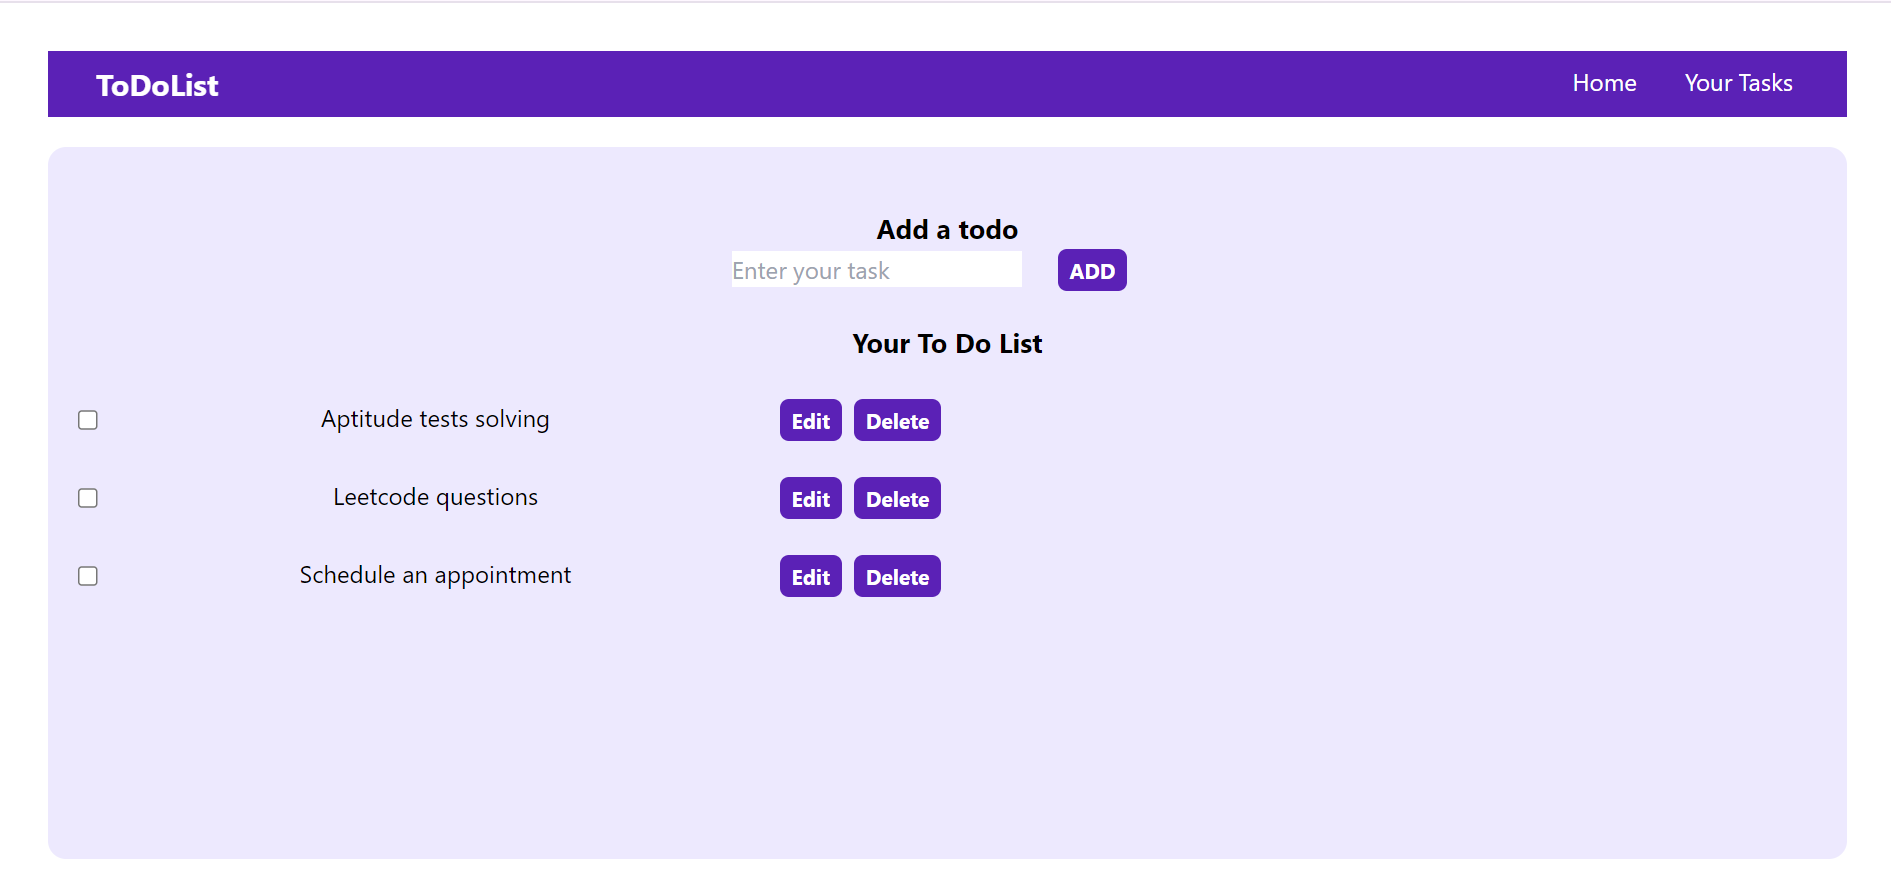 ToDoList Home Your Tasks
Add a todo
Enter your task ADD
Your To Do List
Aptitude tests solving Edit Delete
Leetcode questions Edit Delete
Schedule an appointment Edit Delete